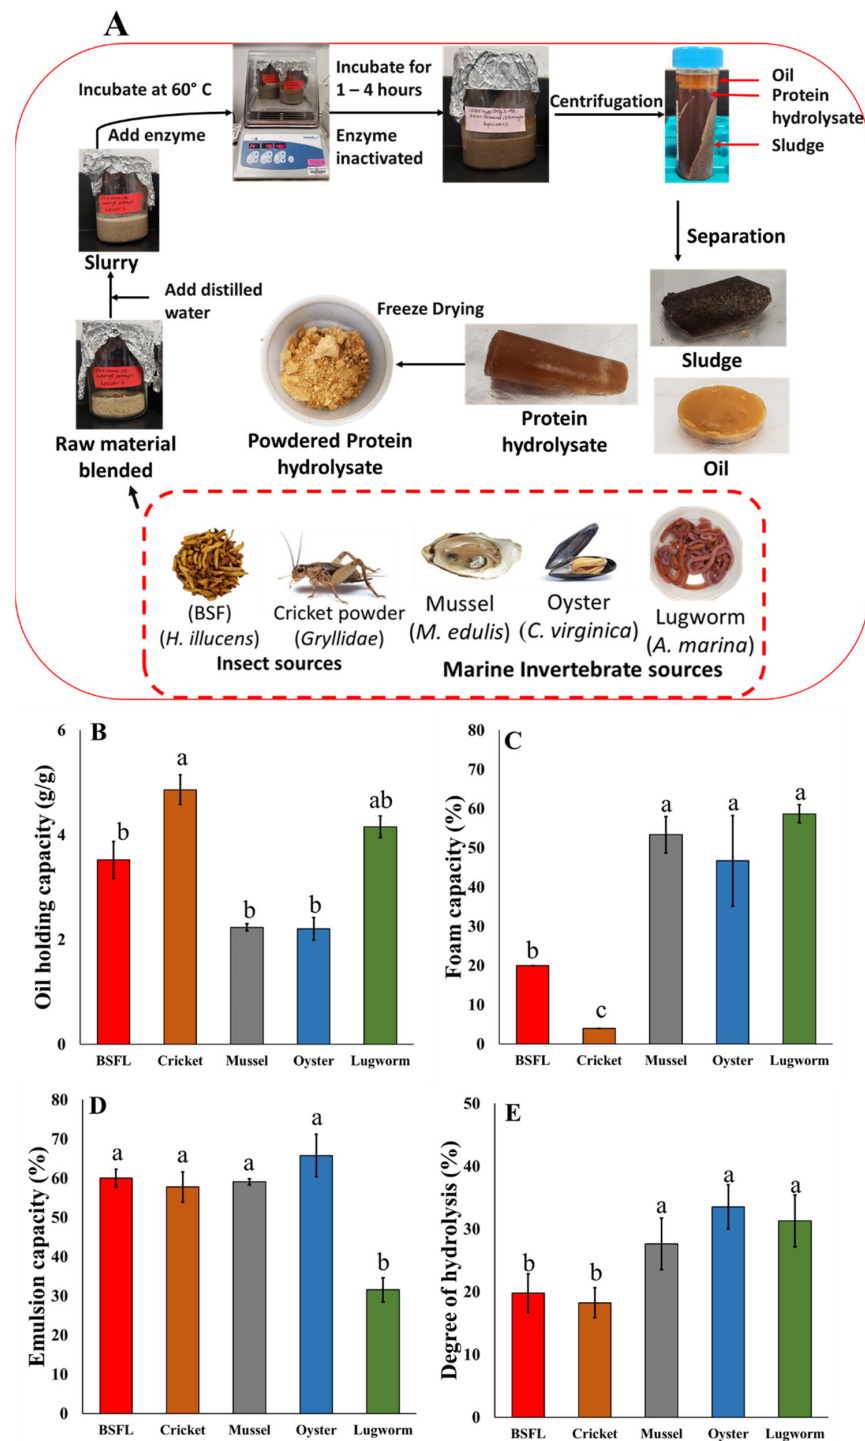 A
Incubate at 60° C
Add enzyme
Incubate for
1 – 4 hours
Enzyme
inactivated
Centrifugation
Oil
Protein
hydrolysate
Sludge
Slurry
Separation
Add distilled
water
Freeze Drying
Sludge
Raw material
blended
Powdered Protein
hydrolysate
Protein
hydrolysate
Oil
(BSF)
(H. illucens)
Cricket powder
(Gryllidae)
Insect sources
Mussel
(M. edulis)
Oyster
(C. virginica)
Lugworm
(A. marina)
Marine Invertebrate sources
B
Oil holding capacity (g/g)
6
4
2
0
b
a
b
b
ab
BSFL Cricket Mussel Oyster Lugworm
C
Foam capacity (%)
80
70
60
50
40
30
20
10
0
b
c
a
a
a
BSFL Cricket Mussel Oyster Lugworm
D
Emulsion capacity (%)
80
70
60
50
40
30
20
10
0
a
a
a
a
b
BSFL Cricket Mussel Oyster Lugworm
E
Degree of hydrolysis (%)
50
40
30
20
10
0
b
b
a
a
a
BSFL Cricket Mussel Oyster Lugworm